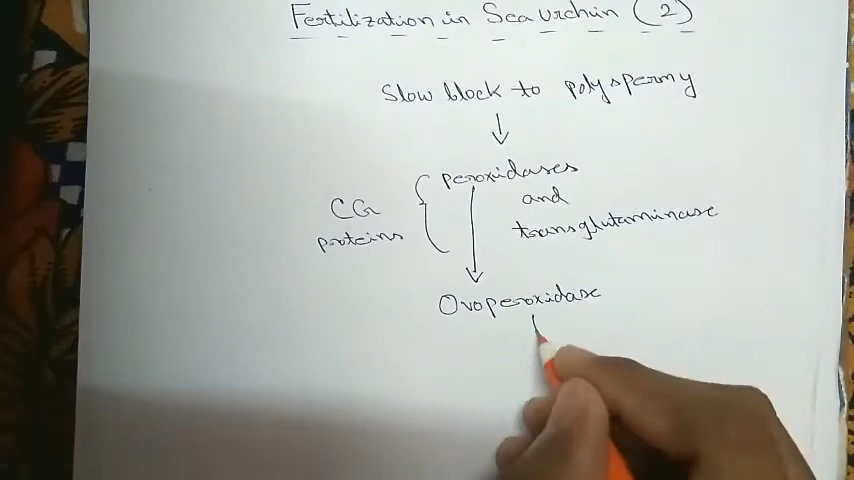 Fertilization in Sea urchin (2)
Slow block to polyspermy
peroxidases
and
transglutaminase
CG
proteins
Ovoperoxidase